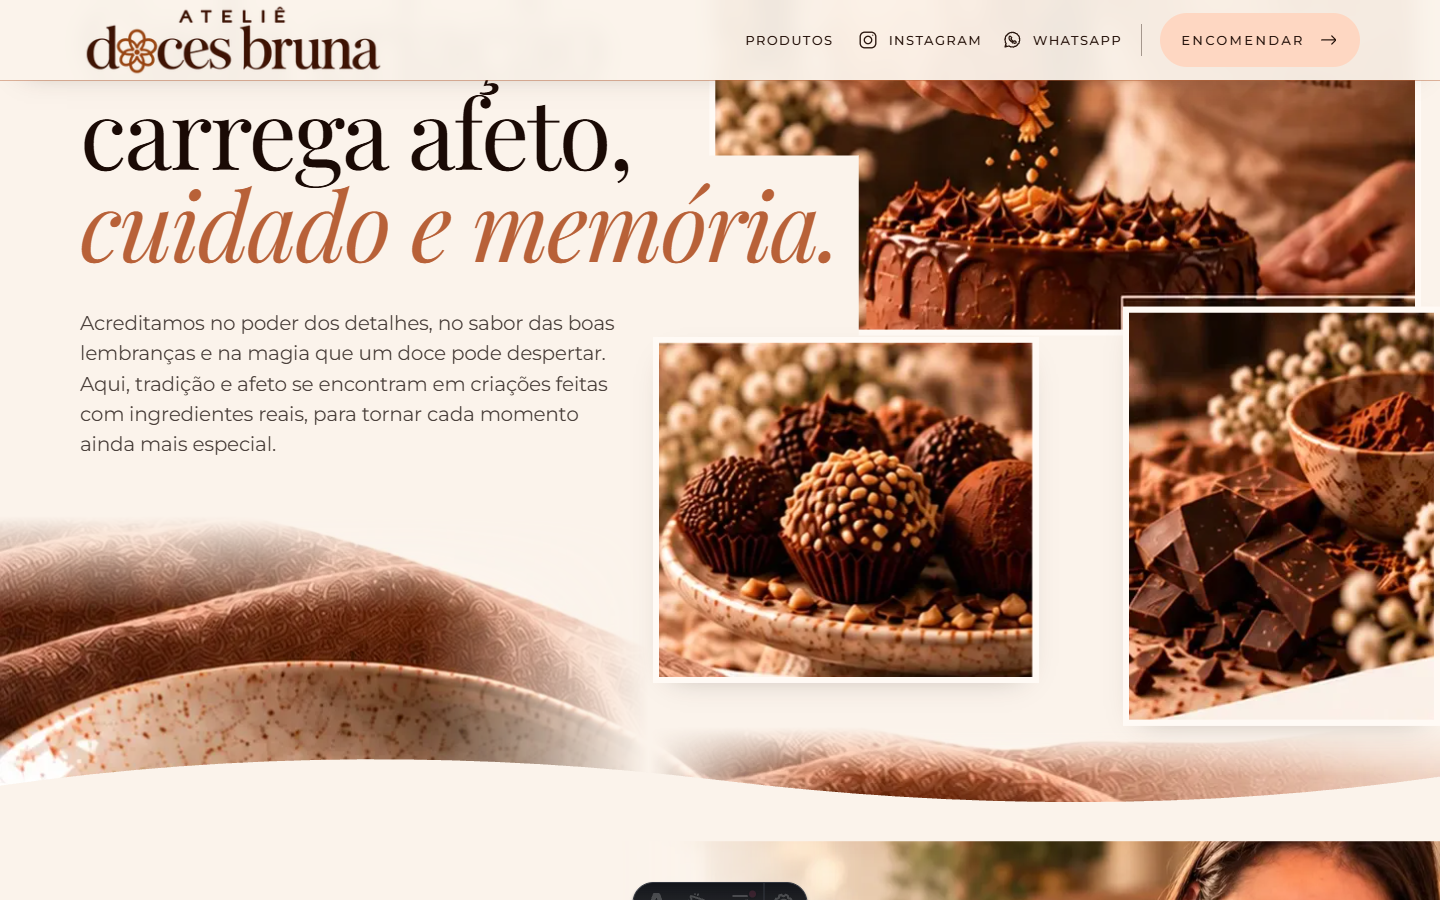 ATELIÊ
doces bruna
PRODUTOS
INSTAGRAM
WHATSAPP
ENCOMENDAR
carrega afeto,
cuidado e memória.
Acreditamos no poder dos detalhes, no sabor das boas
lembranças e na magia que um doce pode despertar.
Aqui, tradição e afeto se encontram em criações feitas
com ingredientes reais, para tornar cada momento
ainda mais especial.